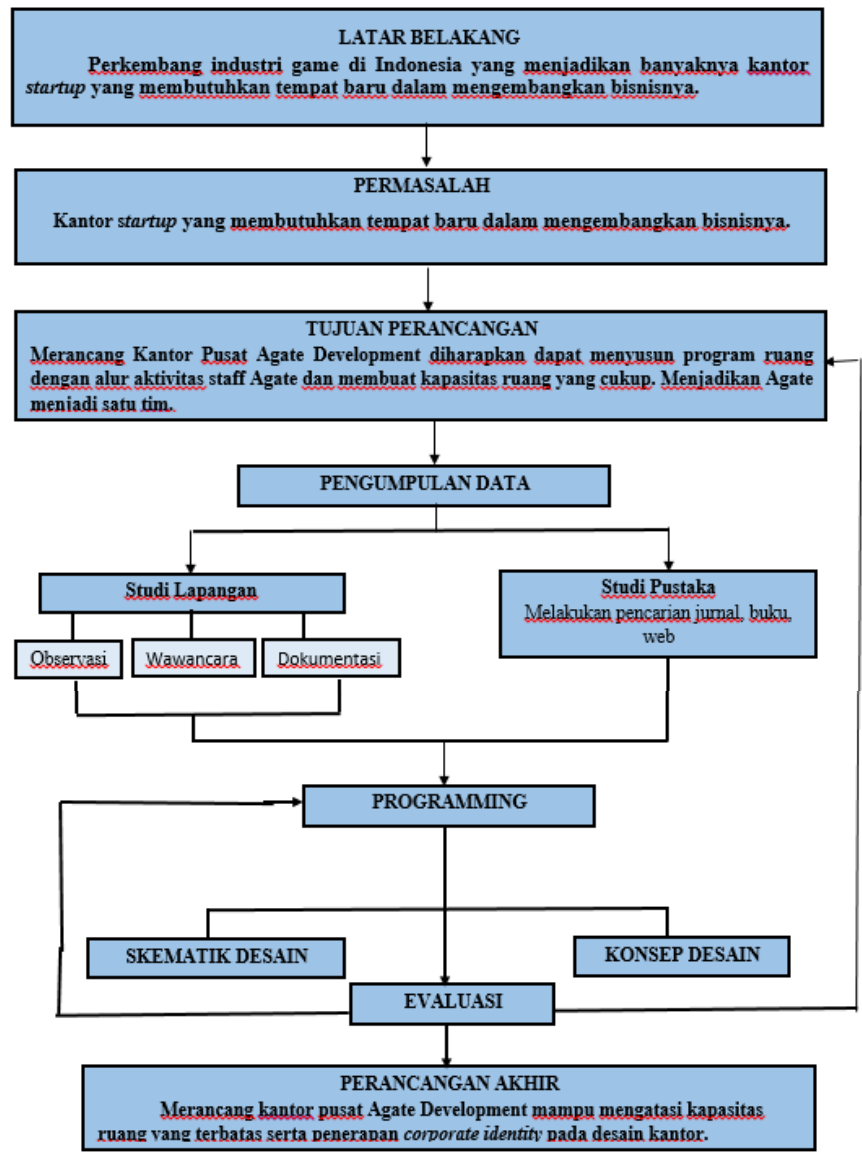 LATAR BELAKANG
Perkembang industri game di Indonesia yang menjadikan banyaknya kantor
startup yang membutuhkan tempat baru dalam mengembangkan bisnisnya.
PERMASALAH
Kantor startup yang membutuhkan tempat baru dalam mengembangkan bisnisnya.
TUJUAN PERANCANGAN
Merancang Kantor Pusat Agate Development diharapkan dapat menyusun program ruang
dengan alur aktivitas staff Agate dan membuat kapasitas ruang yang cukup. Menjadikan Agate
menjadi satu tim.
PENGUMPULAN DATA
Studi Lapangan
Observasi
Wawancara
Dokumentasi
Studi Pustaka
Melakukan pencarian jurnal, buku,
web
PROGRAMMING
SKEMATIK DESAIN
KONSEP DESAIN
EVALUASI
PERANCANGAN AKHIR
Merancang kantor pusat Agate Development mampu mengatasi kapasitas
ruang yang terbatas serta penerapan corporate identity pada desain kantor.